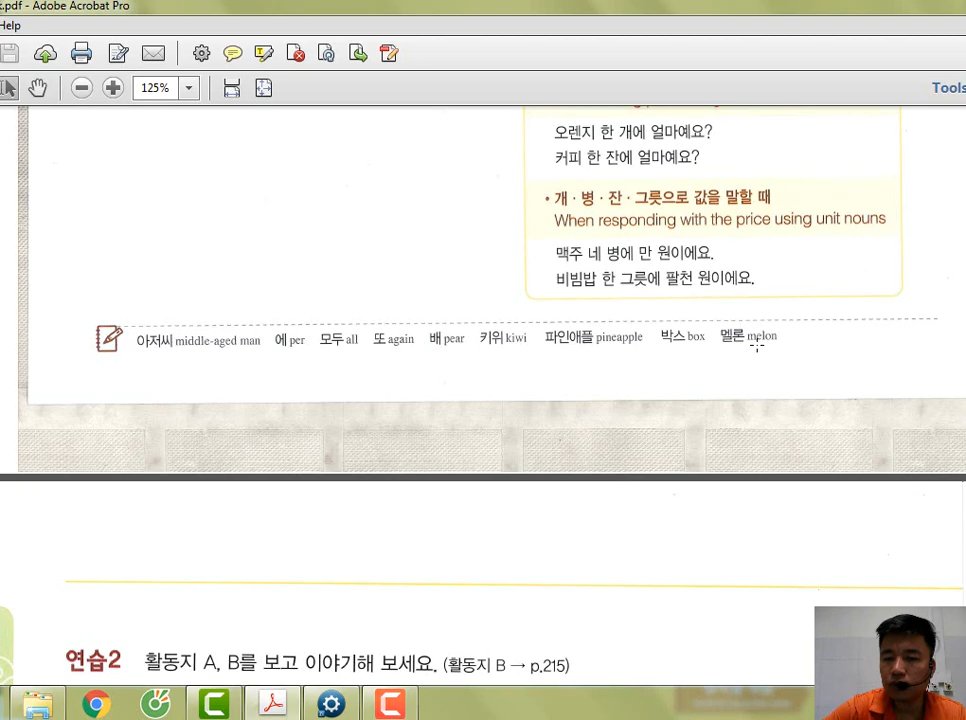 .pdf - Adobe Acrobat Pro
Help
125%
Tools
오렌지 한 개에 얼마예요?
커피 한 잔에 얼마예요?
• 개 · 병 · 잔 · 그릇으로 값을 말할 때
When responding with the price using unit nouns
맥주 네 병에 만 원이에요.
비빔밥 한 그릇에 팔천 원이에요.
아저씨 middle-aged man 에 per 모두 all 또 again 배 pear 키위 kiwi 파인애플 pineapple 박스 box 멜론 melon
연습2 활동지 A, B를 보고 이야기해 보세요. (활동지 B → p.215)